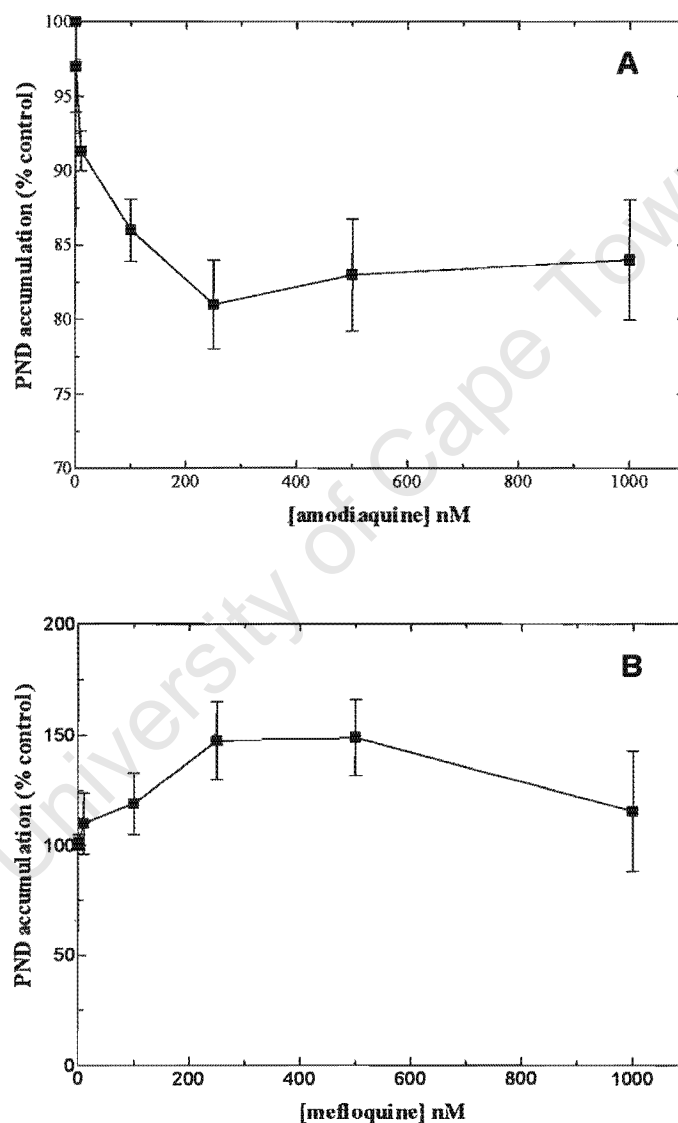 A
PND accumulation (% control)
100
95
90
85
80
75
70
0 200 400 600 800 1000
[amodiaquine] nM
B
PND accumulation (% control)
200
150
100
50
0
0 200 400 600 800 1000
[mefloquine] nM
University of Cape Town